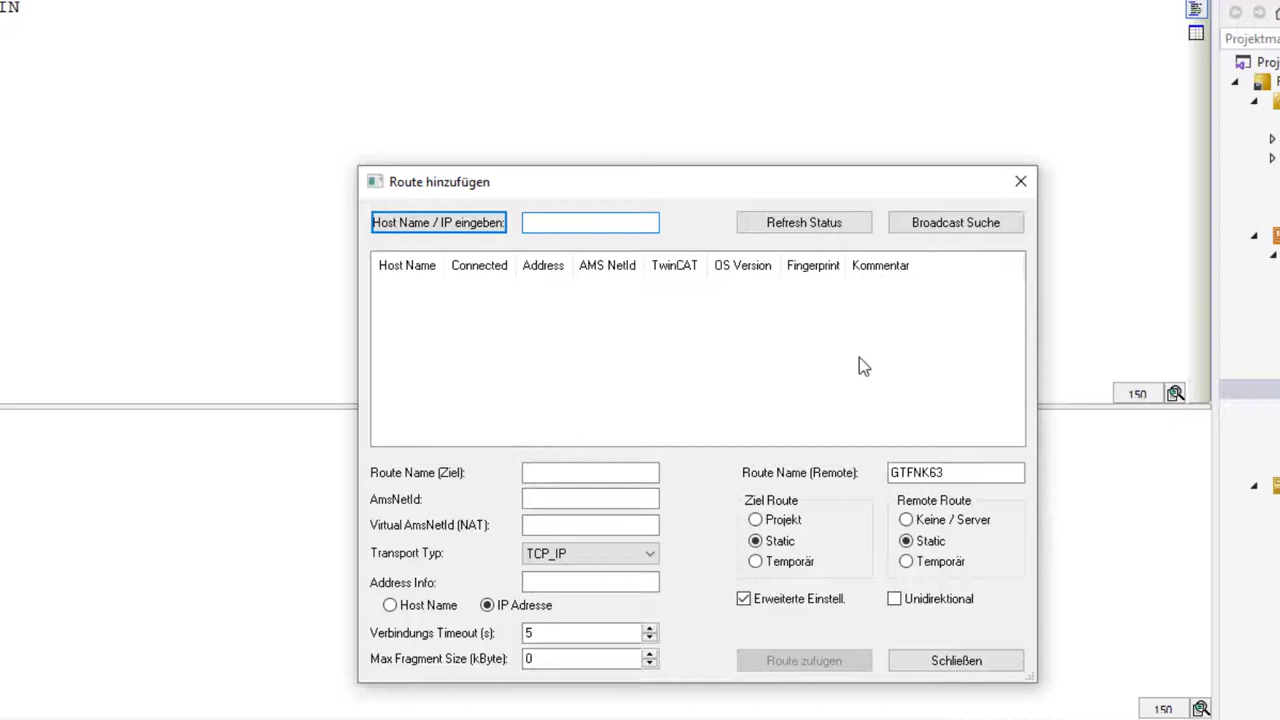 IN
Projektma
Proj
Route hinzufügen
Host Name / IP eingeben:
Refresh Status
Broadcast Suche
Host Name Connected Address AMS NetId TwinCAT OS Version Fingerprint Kommentar
150
Route Name (Ziel):
Route Name (Remote): GTFNK63
AmsNetId:
Ziel Route
Remote Route
Virtual AmsNetId (NAT):
Projekt
Keine / Server
Transport Typ: TCP_IP
Static
Static
Address Info:
Temporär
Temporär
Host Name
IP Adresse
Erweiterte Einstell.
Unidirektional
Verbindungs Timeout (s): 5
Max Fragment Size (kByte): 0
Route zufügen
Schließen
150